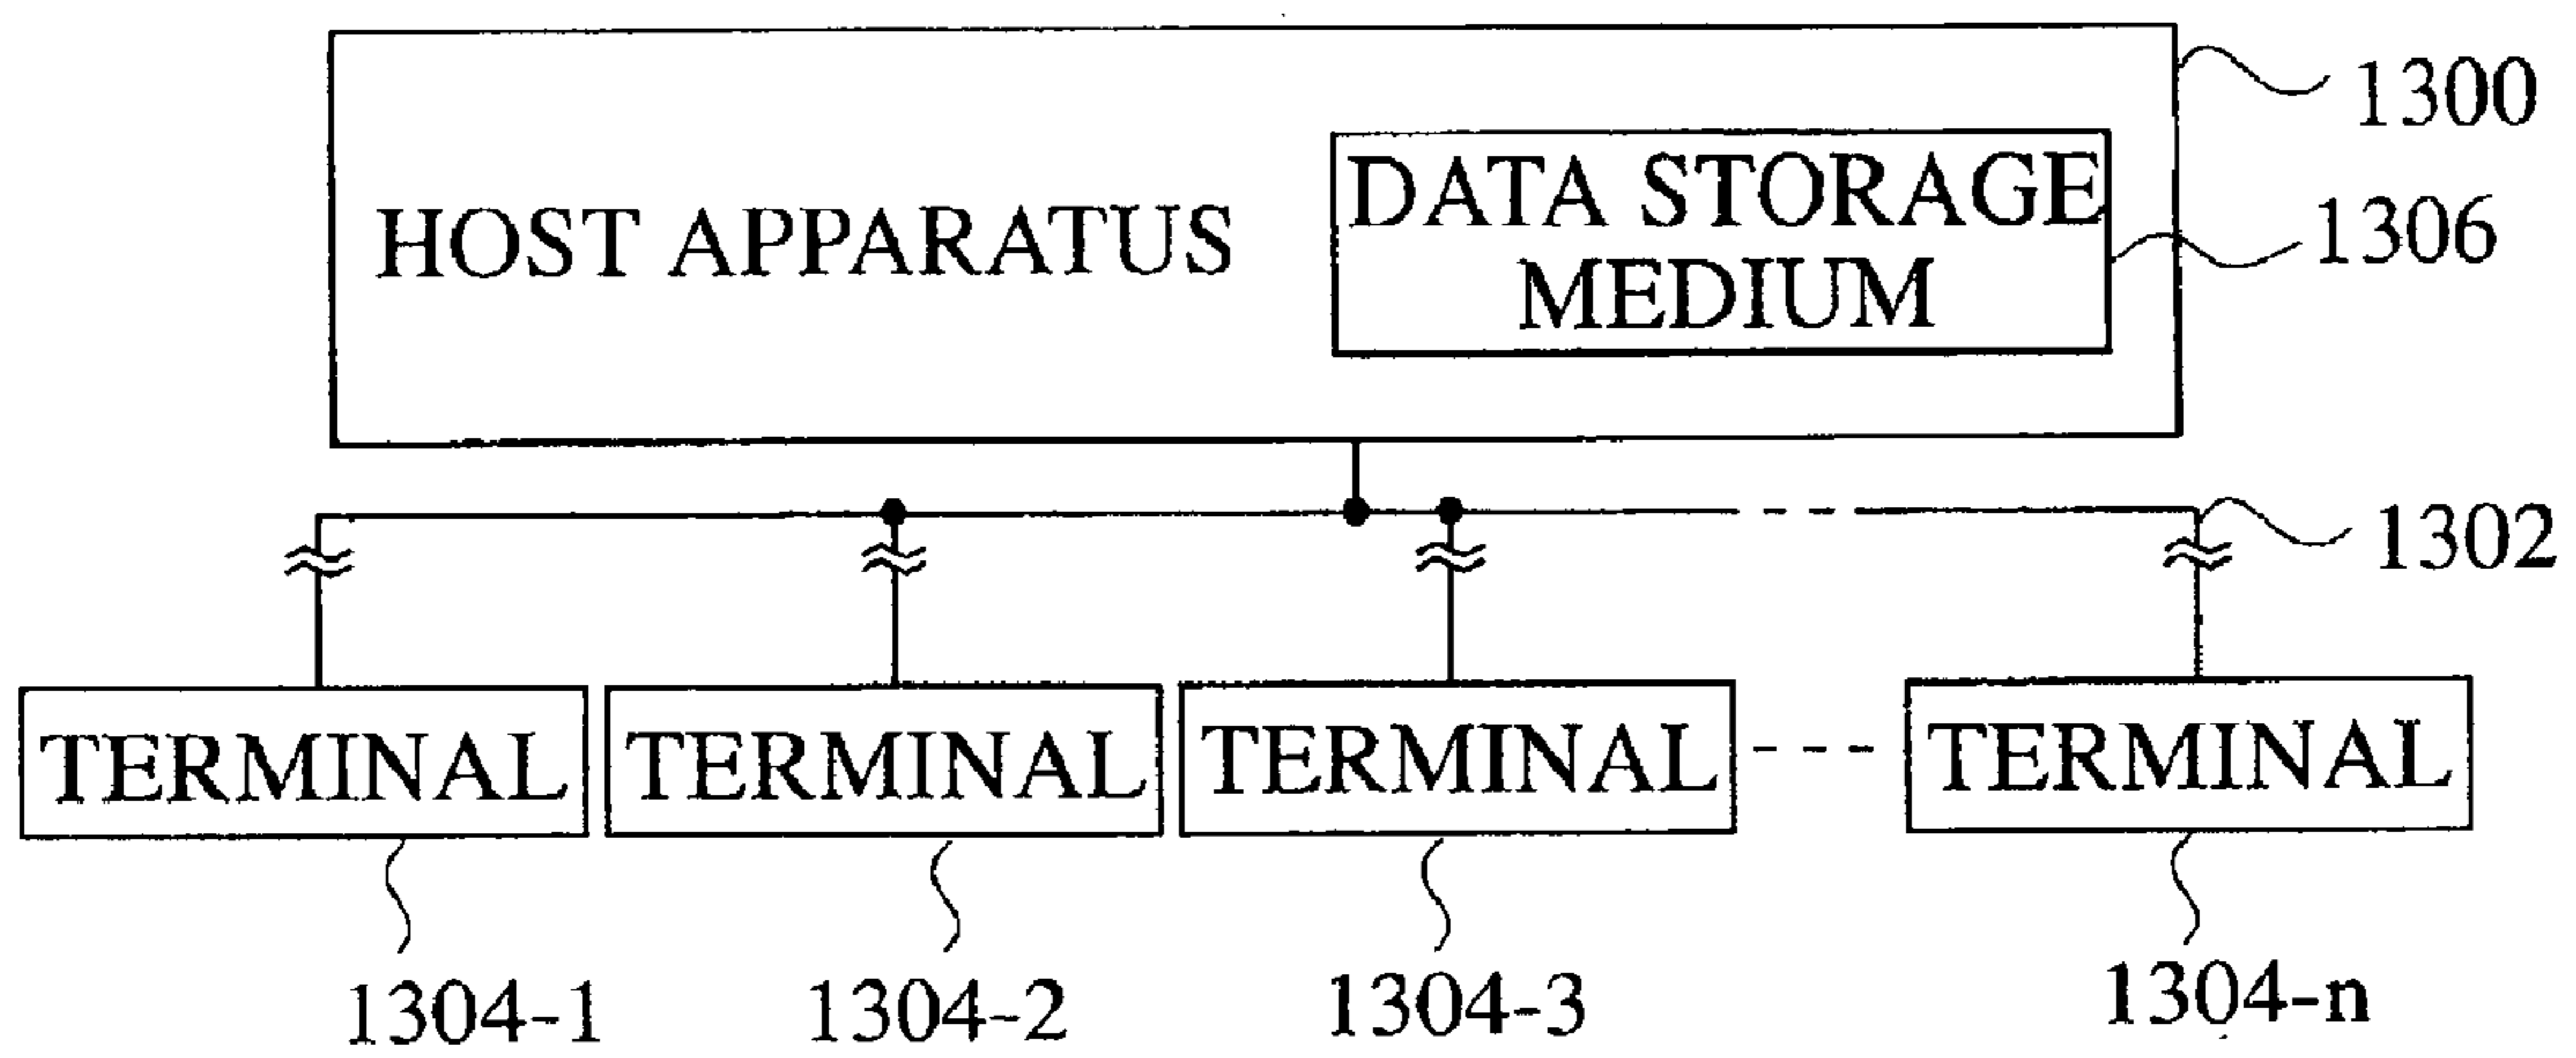 1300
DATA STORAGE
HOST APPARATUS
1306
MEDIUM
1302
TERMINAL TERMINAL TERMINAL TERMINAL
1304-1 1304-2 1304-3 1304-n